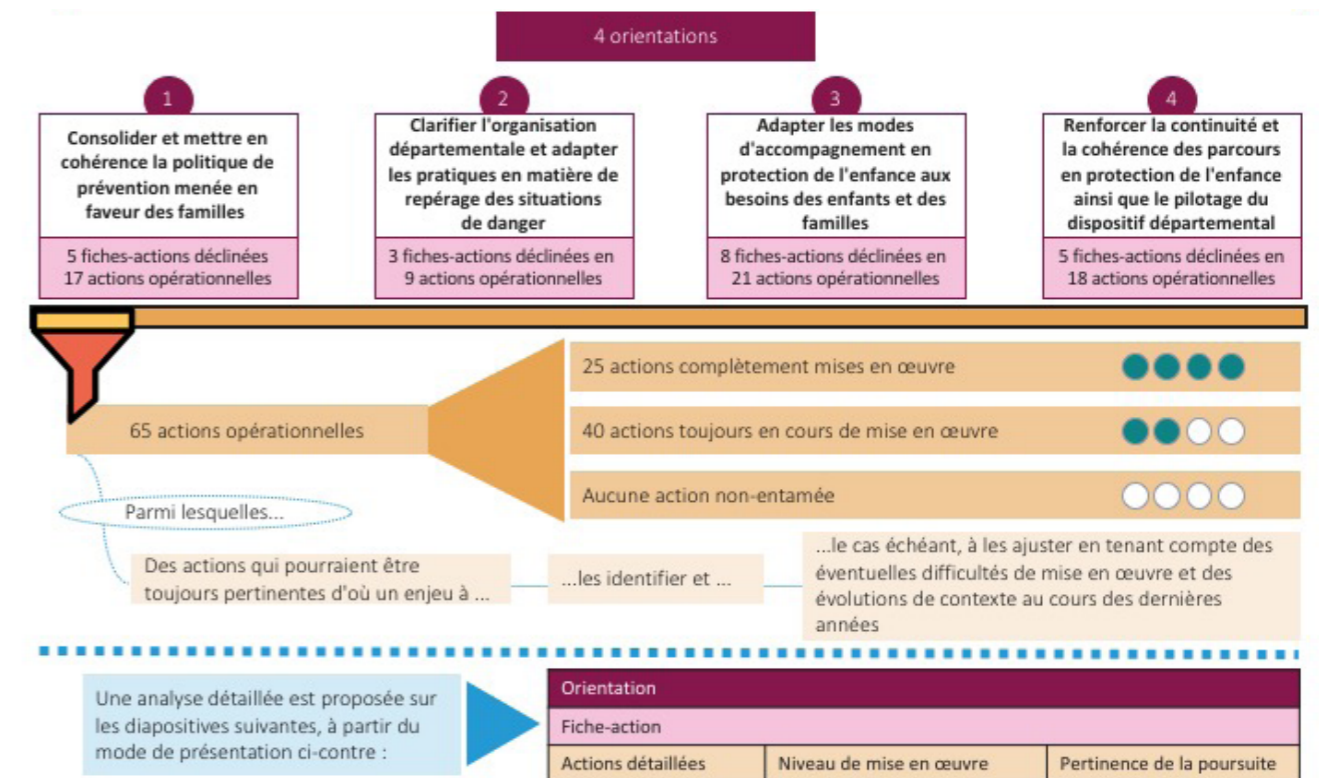 4 orientations
1
Consolider et mettre en
cohérence la politique de
prévention menée en
faveur des familles
5 fiches-actions déclinées
17 actions opérationnelles
2
Clarifier l'organisation
départementale et adapter
les pratiques en matière de
repérage des situations
de danger
3 fiches-actions déclinées en
9 actions opérationnelles
3
Adapter les modes
d'accompagnement en
protection de l'enfance aux
besoins des enfants et des
familles
8 fiches-actions déclinées en
21 actions opérationnelles
4
Renforcer la continuité et
la cohérence des parcours
en protection de l'enfance
ainsi que le pilotage du
dispositif départemental
5 fiches-actions déclinées en
18 actions opérationnelles
65 actions opérationnelles
25 actions complètement mises en œuvre
40 actions toujours en cours de mise en œuvre
Aucune action non-entamée
Parmi lesquelles...
Des actions qui pourraient être
toujours pertinentes d'où un enjeu à ...
...les identifier et ...
...le cas échéant, à les ajuster en tenant compte des
éventuelles difficultés de mise en œuvre et des
évolutions de contexte au cours des dernières
années
Une analyse détaillée est proposée sur
les diapositives suivantes, à partir du
mode de présentation ci-contre :
Orientation
Fiche-action
Actions détaillées
Niveau de mise en œuvre
Pertinence de la poursuite